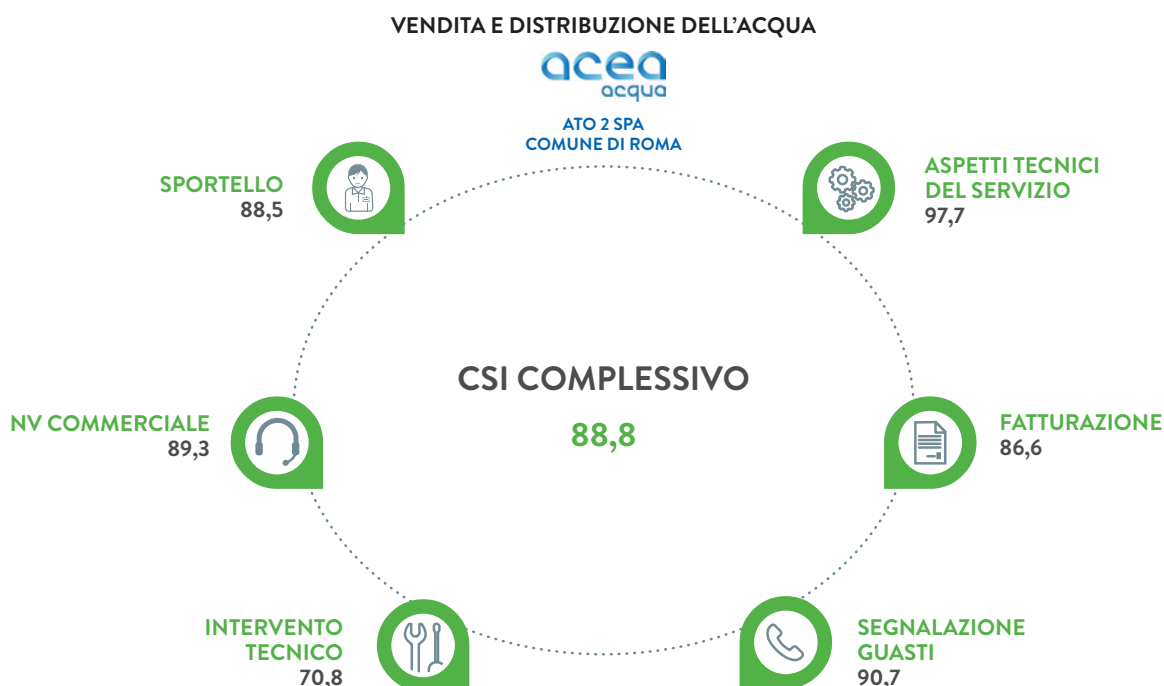 VENDITA E DISTRIBUZIONE DELL'ACQUA
acea
acqua
ATO 2 SPA
COMUNE DI ROMA
SPORTELLO
88,5
ASPETTI TECNICI
DEL SERVIZIO
97,7
CSI COMPLESSIVO
88,8
NV COMMERCIALE
89,3
FATTURAZIONE
86,6
INTERVENTO
TECNICO
70,8
SEGNALAZIONE
GUASTI
90,7